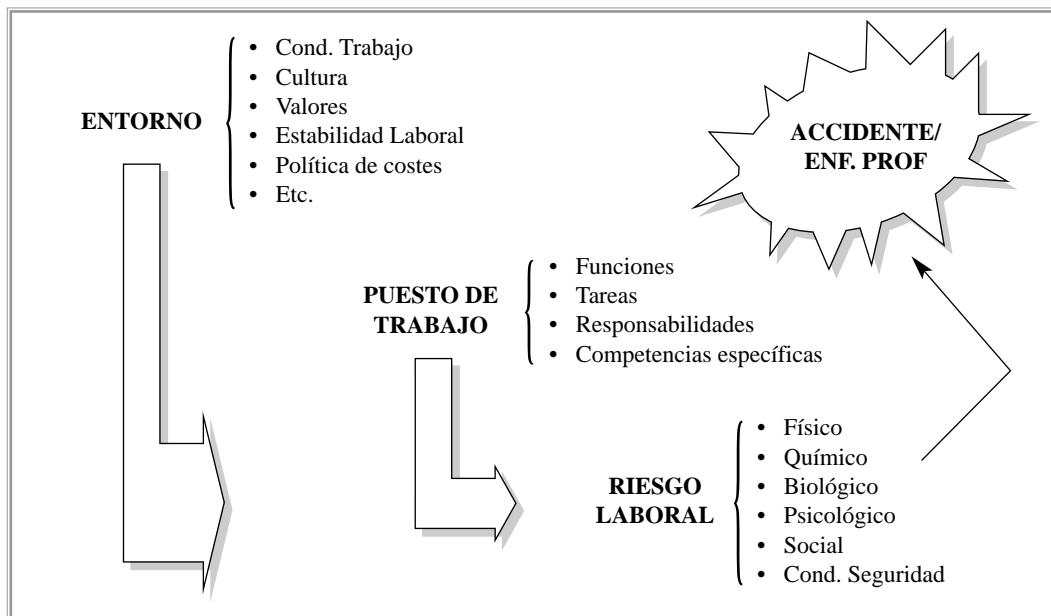 ENTORNO
• Cond. Trabajo
• Cultura
• Valores
• Estabilidad Laboral
• Política de costes
• Etc.
ACCIDENTE/
ENF. PROF
PUESTO DE
TRABAJO
• Funciones
• Tareas
• Responsabilidades
• Competencias específicas
RIESGO
LABORAL
• Físico
• Químico
• Biológico
• Psicológico
• Social
• Cond. Seguridad